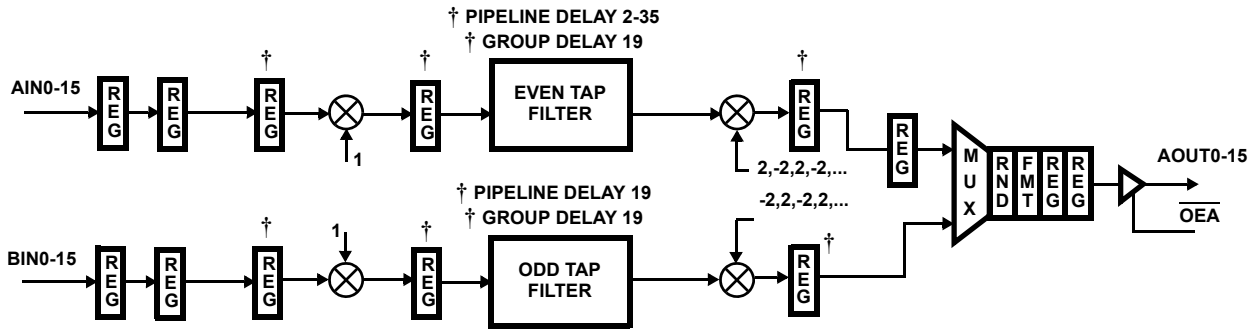 † PIPELINE DELAY 2-35
† GROUP DELAY 19
AIN0-15
REG
REG
†
REG
1
†
REG
EVEN TAP
FILTER
2,-2,2,-2,...
†
REG
REG
† PIPELINE DELAY 19
† GROUP DELAY 19
BIN0-15
REG
REG
†
REG
1
†
REG
ODD TAP
FILTER
-2,2,-2,2,...
†
REG
MUX
RND
FMT
REG
REG
AOUT0-15
OEA